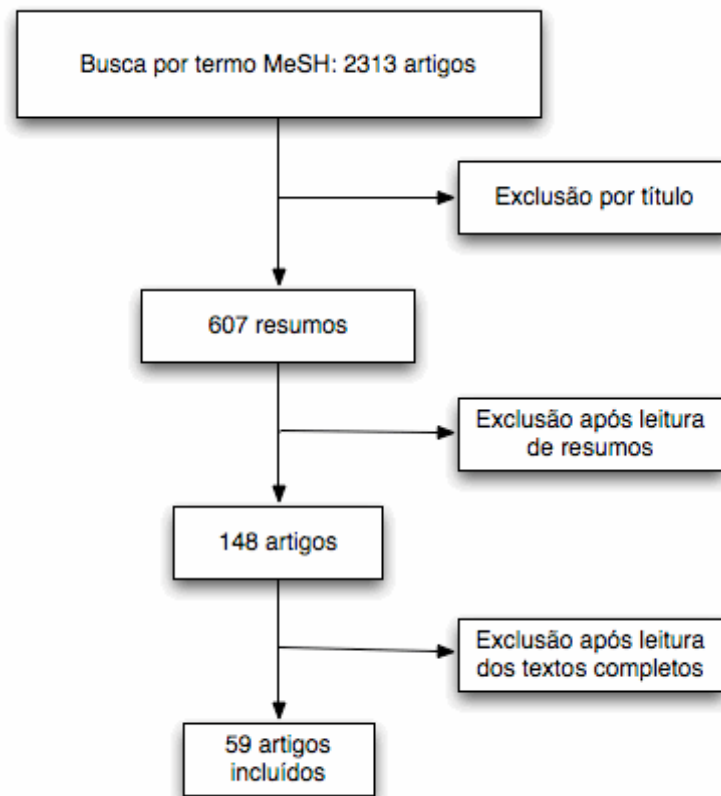 Busca por termo MeSH: 2313 artigos
Exclusão por título
607 resumos
Exclusão após leitura
de resumos
148 artigos
Exclusão após leitura
dos textos completos
59 artigos
incluídos